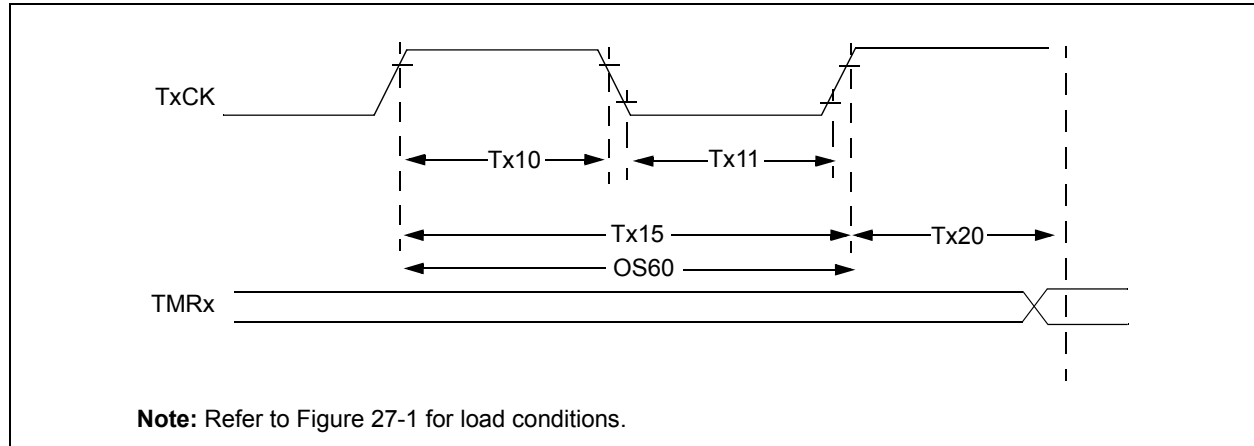 TxCK
Tx10
Tx11
Tx15
Tx20
OS60
TMRx
Note: Refer to Figure 27-1 for load conditions.